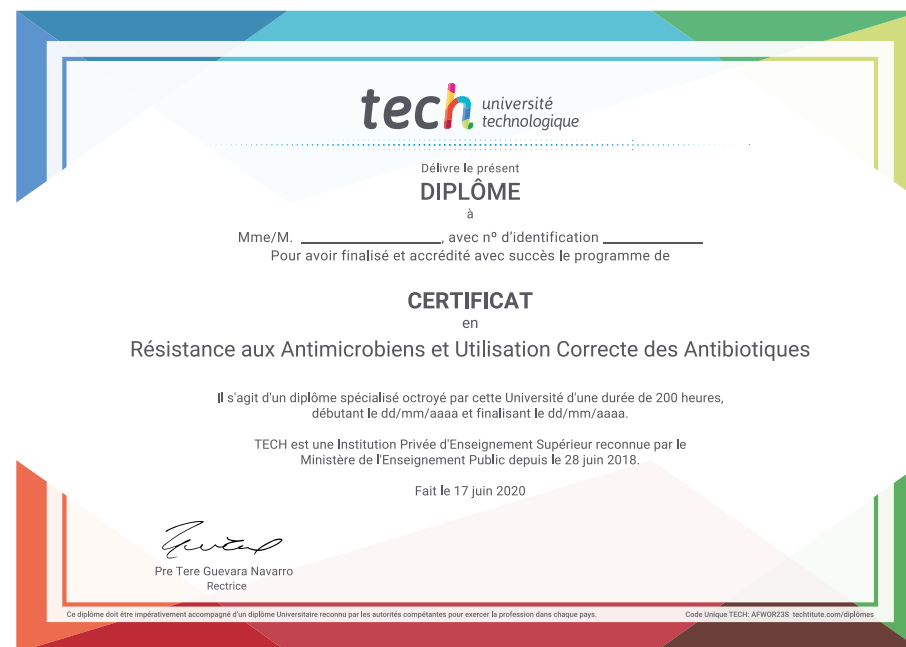 tech université
technologique
Délivre le présent
DIPLÔME
à
Mme/M. ____________________, avec nº d'identification ______________
Pour avoir finalisé et accrédité avec succès le programme de
CERTIFICAT
en
Résistance aux Antimicrobiens et Utilisation Correcte des Antibiotiques
Il s'agit d'un diplôme spécialisé octroyé par cette Université d'une durée de 200 heures,
débutant le dd/mm/aaaa et finalisant le dd/mm/aaaa.
TECH est une Institution Privée d'Enseignement Supérieur reconnue par le
Ministère de l'Enseignement Public depuis le 28 juin 2018.
Fait le 17 juin 2020
Pre Tere Guevara Navarro
Rectrice
Ce diplôme doit être impérativement accompagné d'un diplôme Universitaire reconnu par les autorités compétantes pour exercer la profession dans chaque pays. Code Unique TECH: AFWOR23S techtitute.com/diplômes